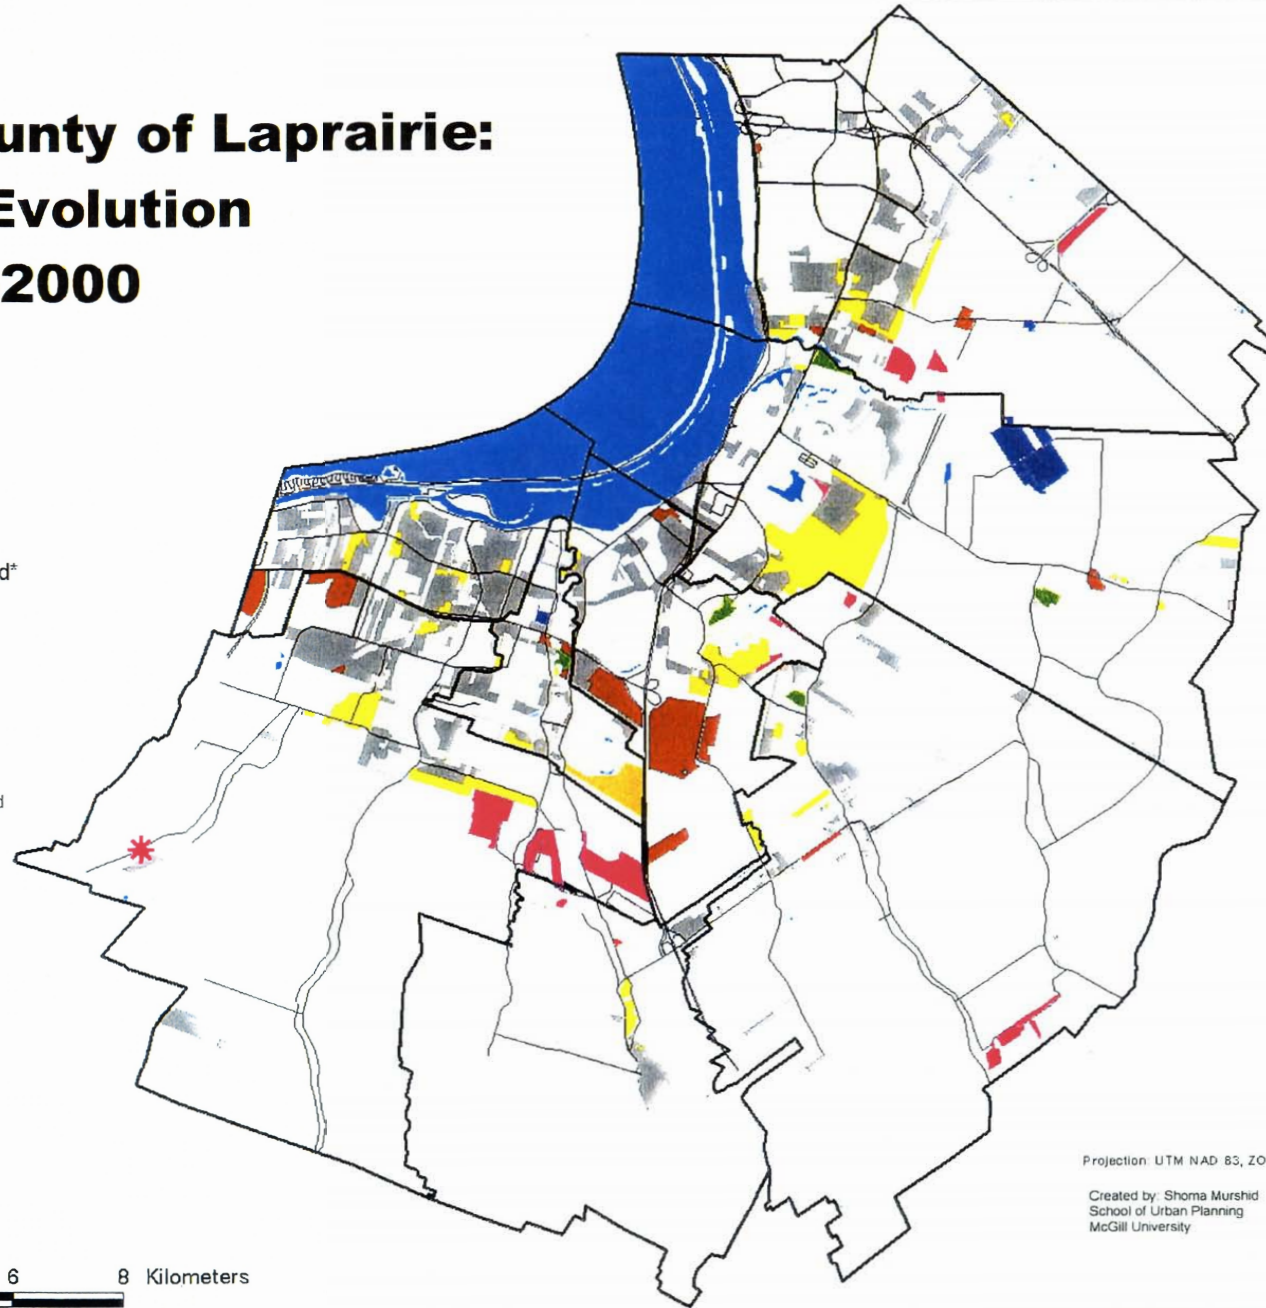 unty of Laprairie:
Evolution
2000
d*
d
6 8 Kilometers
Projection: UTM NAD 83, ZO
Created by: Shoma Murshid
School of Urban Planning
McGill University